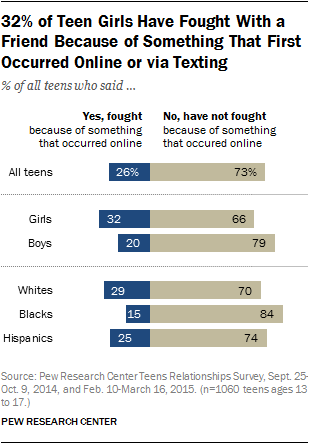 32% of Teen Girls Have Fought With a
Friend Because of Something That First
Occurred Online or via Texting
% of all teens who said ...
Yes, fought
because of something
that occurred online
No, have not fought
because of something
that occurred online
All teens 26% 73%
Girls 32 66
Boys 20 79
Whites 29 70
Blacks 15 84
Hispanics 25 74
Source: Pew Research Center Teens Relationships Survey, Sept. 25-
Oct. 9, 2014, and Feb. 10-March 16, 2015. (n=1060 teens ages 13
to 17.)
PEW RESEARCH CENTER